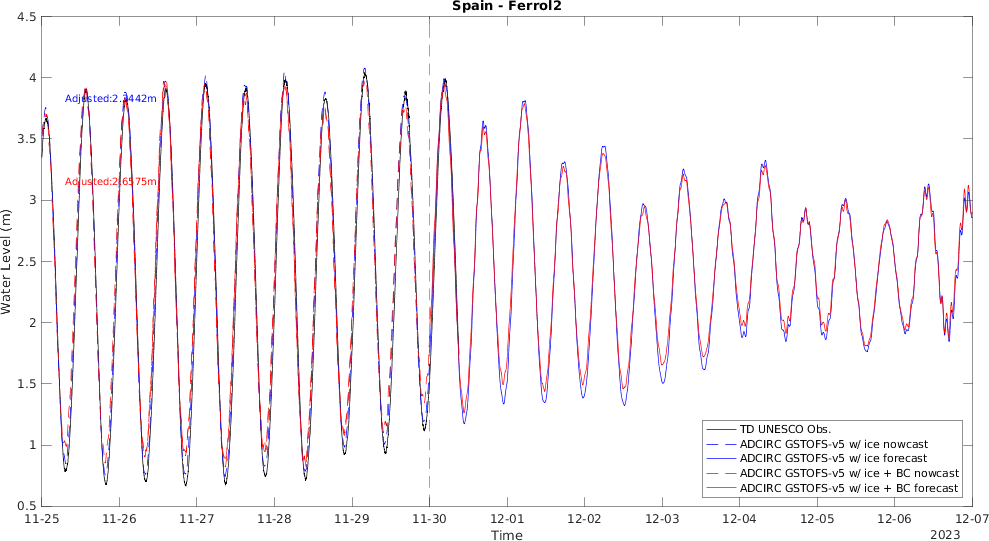 Spain - Ferrol2
4.5
4
3.5
3
2.5
2
1.5
1
0.5
Water Level (m)
Adjusted:2.
442m
Adjusted:2.6575m
TD UNESCO Obs.
ADCIRC GSTOFS-v5 w/ ice nowcast
ADCIRC GSTOFS-v5 w/ ice forecast
ADCIRC GSTOFS-v5 w/ ice + BC nowcast
ADCIRC GSTOFS-v5 w/ ice + BC forecast
11-25 11-26 11-27 11-28 11-29 11-30 12-01 12-02 12-03 12-04 12-05 12-06 12-07
Time
2023